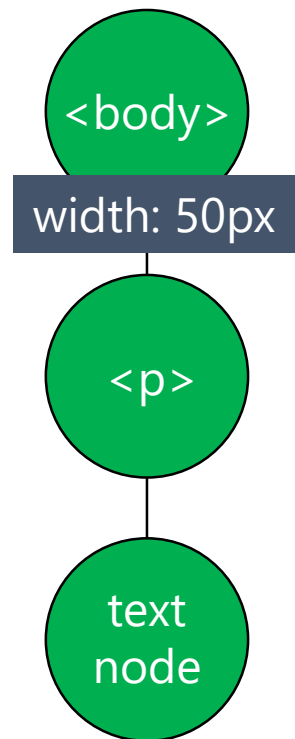 <body>
width: 50px
<p>
text
node